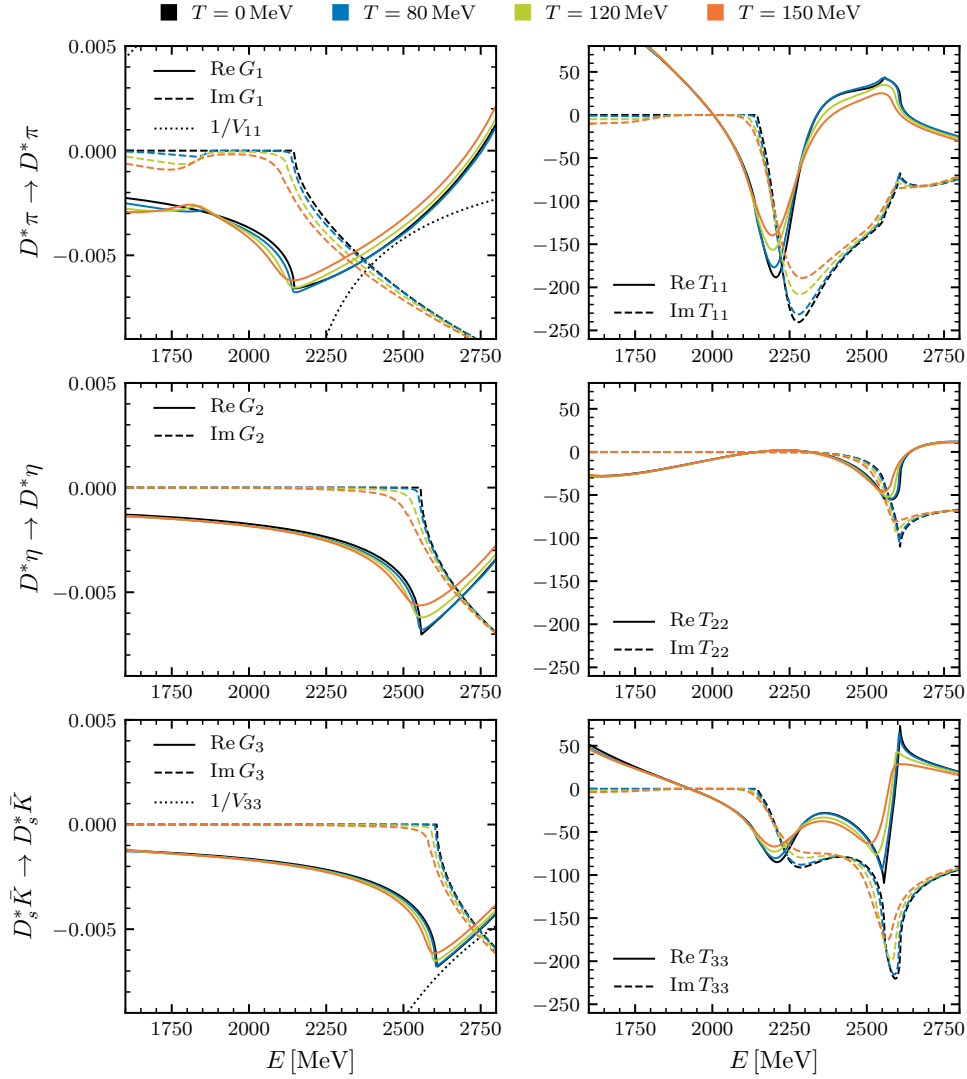 T = 0 MeV T = 80 MeV T = 120 MeV T = 150 MeV
D*π → D*π
0.005
0.000
−0.005
Re G₁
Im G₁
1/V₁₁
1750 2000 2250 2500 2750
50
0
−50
−100
−150
−200
−250
Re T₁₁
Im T₁₁
1750 2000 2250 2500 2750
D*η → D*η
0.005
0.000
−0.005
Re G₂
Im G₂
1750 2000 2250 2500 2750
50
0
−50
−100
−150
−200
−250
Re T₂₂
Im T₂₂
1750 2000 2250 2500 2750
Dₛ*K̄ → Dₛ*K̄
0.005
0.000
−0.005
Re G₃
Im G₃
1/V₃₃
1750 2000 2250 2500 2750
E [MeV]
50
0
−50
−100
−150
−200
−250
Re T₃₃
Im T₃₃
1750 2000 2250 2500 2750
E [MeV]